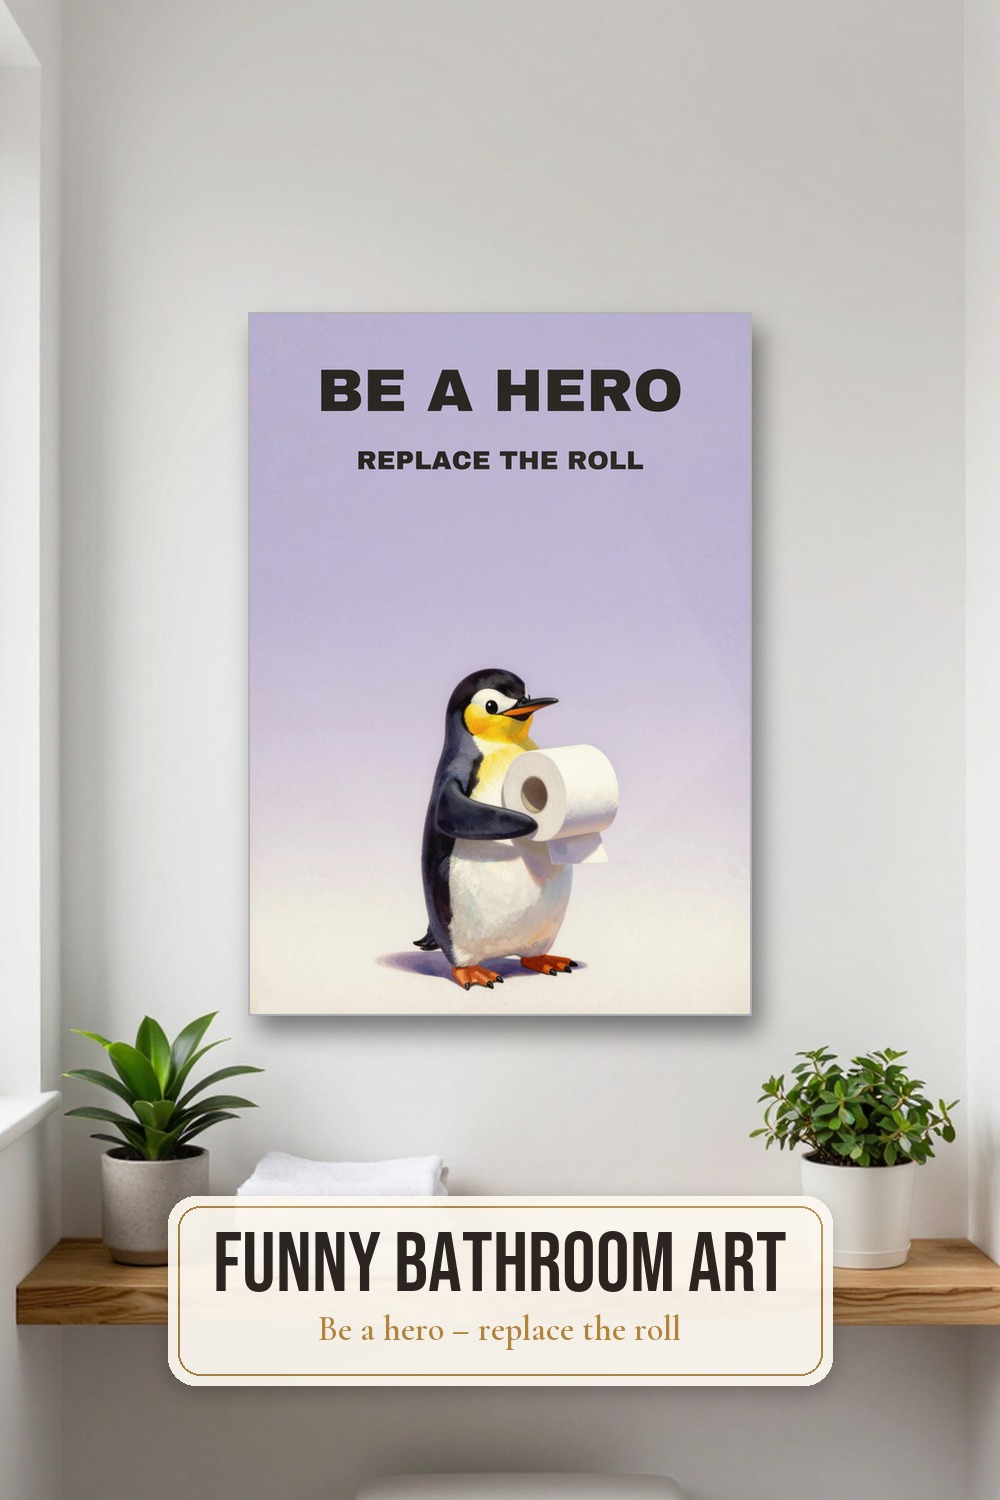 BE A HERO
REPLACE THE ROLL
FUNNY BATHROOM ART
Be a hero – replace the roll